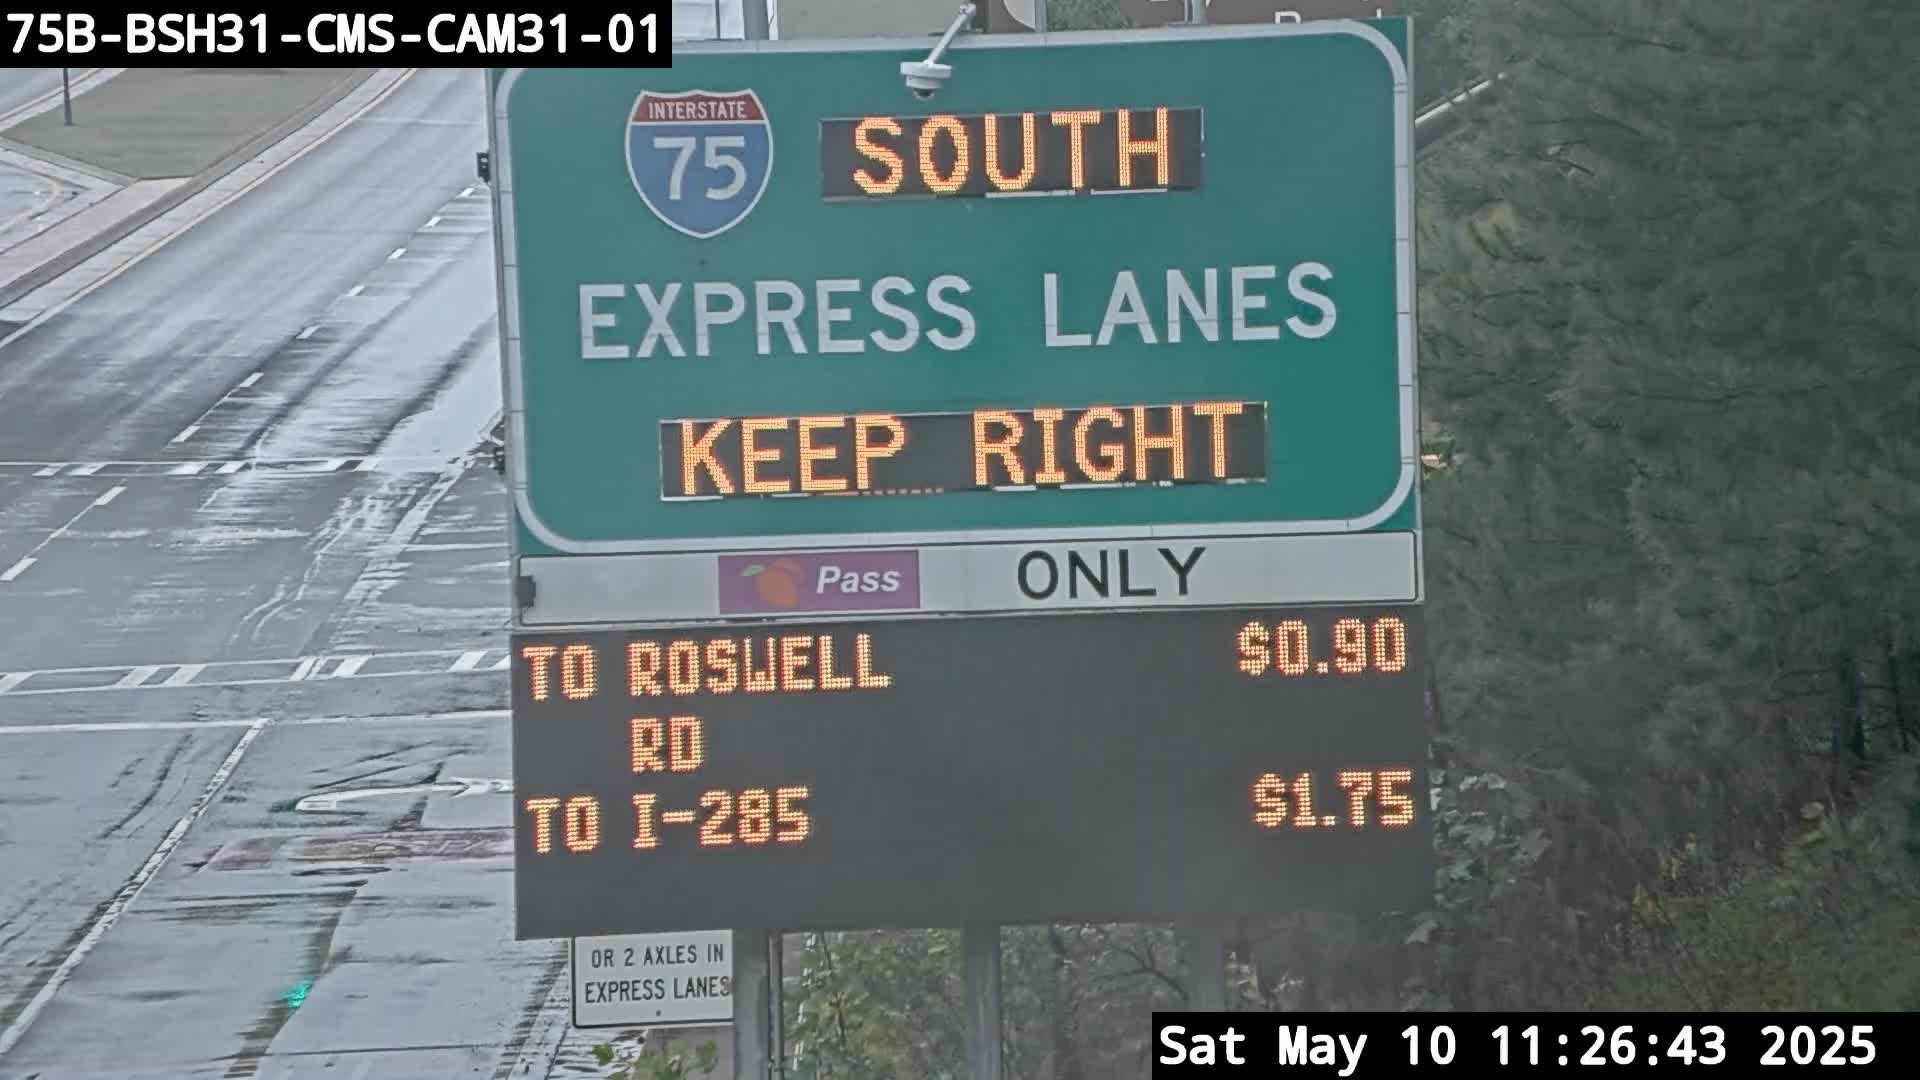 75B-BSH31-CMS-CAM31-01
INTERSTATE
75
SOUTH
EXPRESS LANES
KEEP RIGHT
Pass
ONLY
TO ROSWELL $0.90
RD
TO I-285 $1.75
OR 2 AXLES IN
EXPRESS LANES
Sat May 10 11:26:43 2025